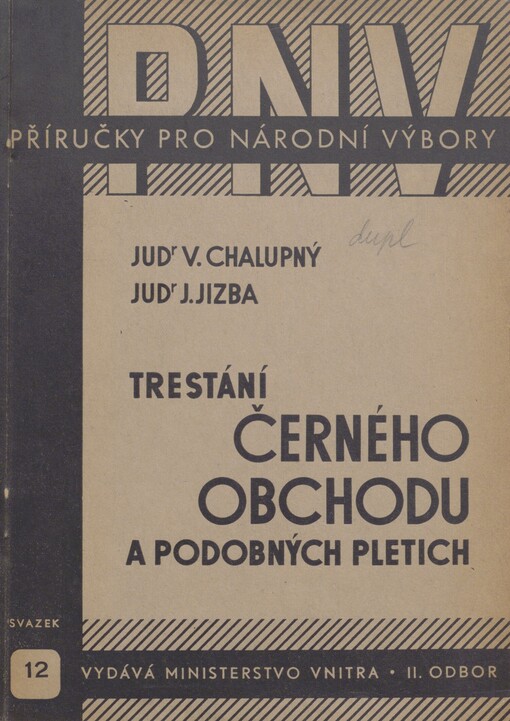 PNV
PŘÍRUČKY PRO NÁRODNÍ VÝBORY
dupl
JUDr V. CHALUPNÝ
JUDr J. JIZBA
TRESTÁNÍ
ČERNÉHO
OBCHODU
A PODOBNÝCH PLETICH
SVAZEK
12
VYDÁVÁ MINISTERSTVO VNITRA • II. ODBOR